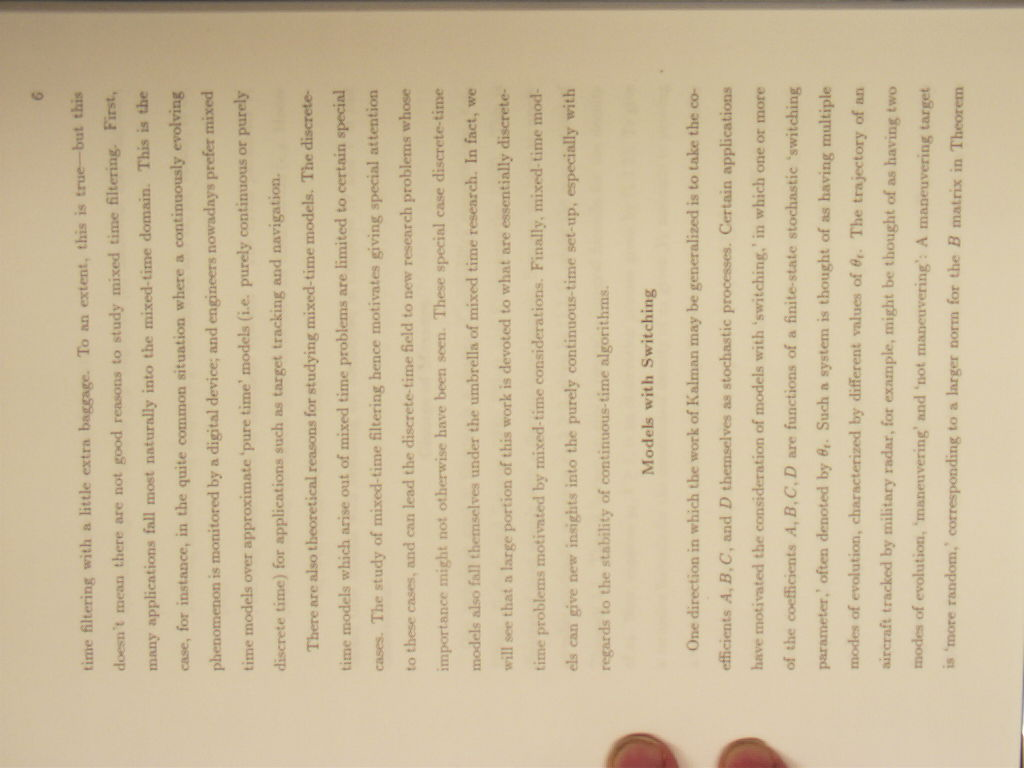 6
time filtering with a little extra baggage. To an extent, this is true—but this
doesn't mean there are not good reasons to study mixed time filtering. First,
many applications fall most naturally into the mixed-time domain. This is the
case, for instance, in the quite common situation where a continuously evolving
phenomenon is monitored by a digital device; and engineers nowadays prefer mixed
time models over approximate 'pure time' models (i.e. purely continuous or purely
discrete time) for applications such as target tracking and navigation.
There are also theoretical reasons for studying mixed-time models. The discrete-
time models which arise out of mixed time problems are limited to certain special
cases. The study of mixed-time filtering hence motivates giving special attention
to these cases, and can lead the discrete-time field to new research problems whose
importance might not otherwise have been seen. These special case discrete-time
models also fall themselves under the umbrella of mixed time research. In fact, we
will see that a large portion of this work is devoted to what are essentially discrete-
time problems motivated by mixed-time considerations. Finally, mixed-time mod-
els can give new insights into the purely continuous-time set-up, especially with
regards to the stability of continuous-time algorithms.
Models with Switching
One direction in which the work of Kalman may be generalized is to take the co-
efficients A, B, C, and D themselves as stochastic processes. Certain applications
have motivated the consideration of models with 'switching,' in which one or more
of the coefficients A, B, C, D are functions of a finite-state stochastic 'switching
parameter,' often denoted by θₜ. Such a system is thought of as having multiple
modes of evolution, characterized by different values of θₜ. The trajectory of an
aircraft tracked by military radar, for example, might be thought of as having two
modes of evolution, 'maneuvering' and 'not maneuvering': A maneuvering target
is 'more random,' corresponding to a larger norm for the B matrix in Theorem